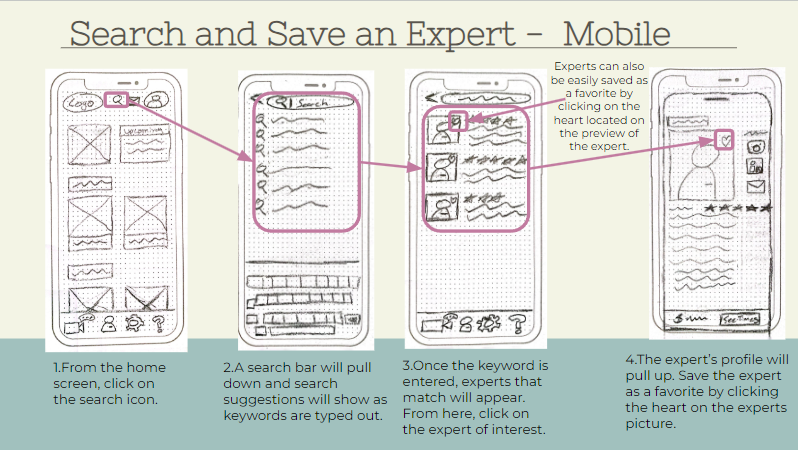 Search and Save an Expert - Mobile
Experts can also
be easily saved as
a favorite by
clicking on the
heart located on
the preview of
the expert.
Logo
Search
1.From the home
screen, click on
the search icon.
2.A search bar will pull
down and search
suggestions will show as
keywords are typed out.
3.Once the keyword is
entered, experts that
match will appear.
From here, click on
the expert of interest.
See Times
4.The expert's profile will
pull up. Save the expert
as a favorite by clicking
the heart on the experts
picture.